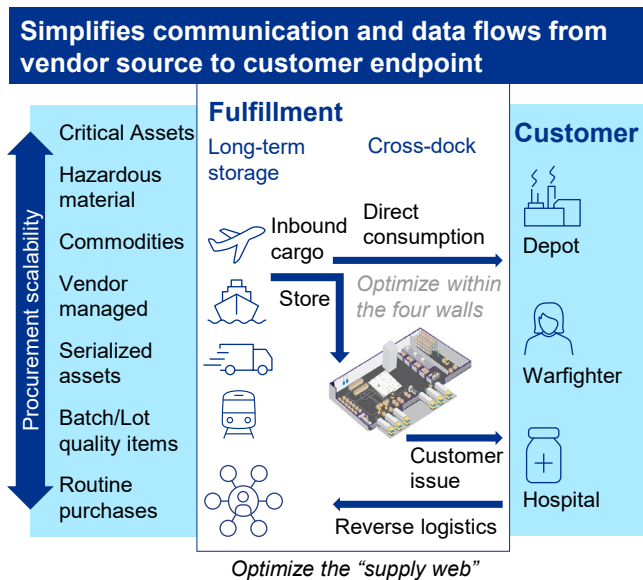 Simplifies communication and data flows from
vendor source to customer endpoint
Procurement scalability
Critical Assets
Hazardous
material
Commodities
Vendor
managed
Serialized
assets
Batch/Lot
quality items
Routine
purchases
Fulfillment
Long-term
storage
Cross-dock
Inbound
cargo
Direct
consumption
Store
Optimize within
the four walls
Customer
issue
Reverse logistics
Customer
Depot
Warfighter
Hospital
Optimize the “supply web”